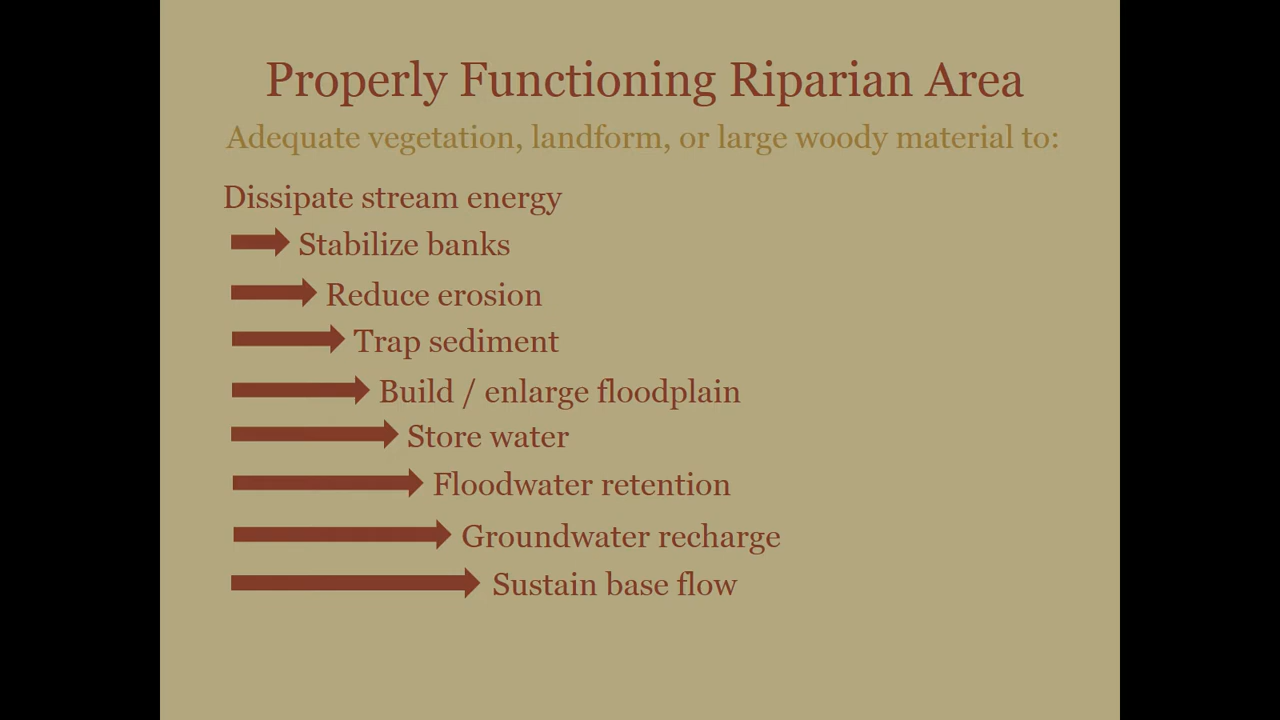 Properly Functioning Riparian Area
Adequate vegetation, landform, or large woody material to:
Dissipate stream energy
Stabilize banks
Reduce erosion
Trap sediment
Build / enlarge floodplain
Store water
Floodwater retention
Groundwater recharge
Sustain base flow